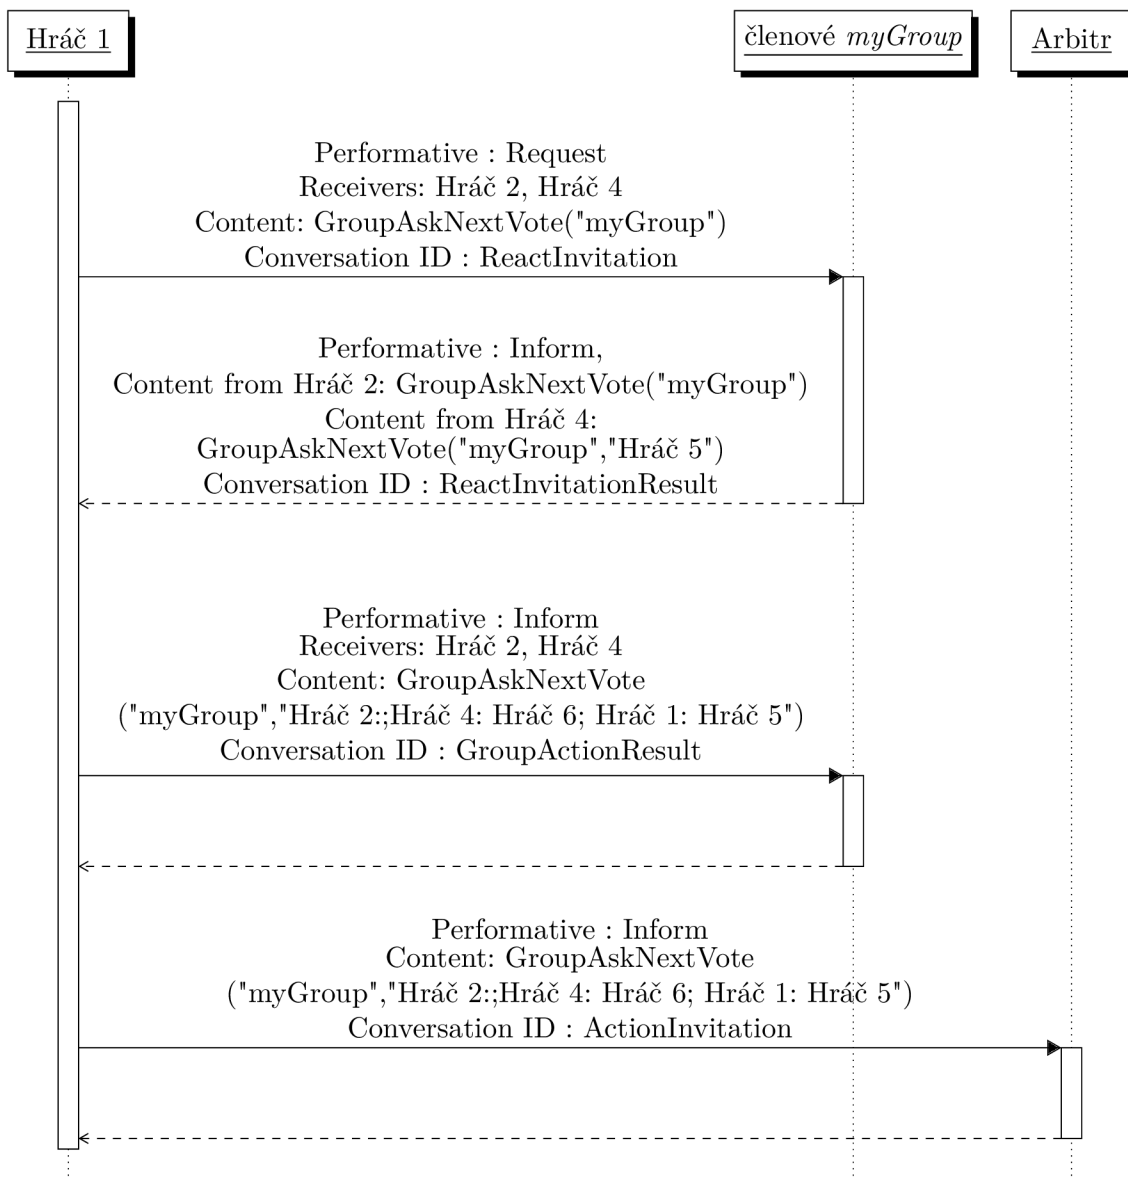 Hráč 1
členové myGroup
Arbitr
Performative : Request
Receivers: Hráč 2, Hráč 4
Content: GroupAskNextVote("myGroup")
Conversation ID : ReactInvitation
Performative : Inform,
Content from Hráč 2: GroupAskNextVote("myGroup")
Content from Hráč 4:
GroupAskNextVote("myGroup","Hráč 5")
Conversation ID : ReactInvitationResult
Performative : Inform
Receivers: Hráč 2, Hráč 4
Content: GroupAskNextVote
("myGroup","Hráč 2:;Hráč 4: Hráč 6; Hráč 1: Hráč 5")
Conversation ID : GroupActionResult
Performative : Inform
Content: GroupAskNextVote
("myGroup","Hráč 2:;Hráč 4: Hráč 6; Hráč 1: Hráč 5")
Conversation ID : ActionInvitation